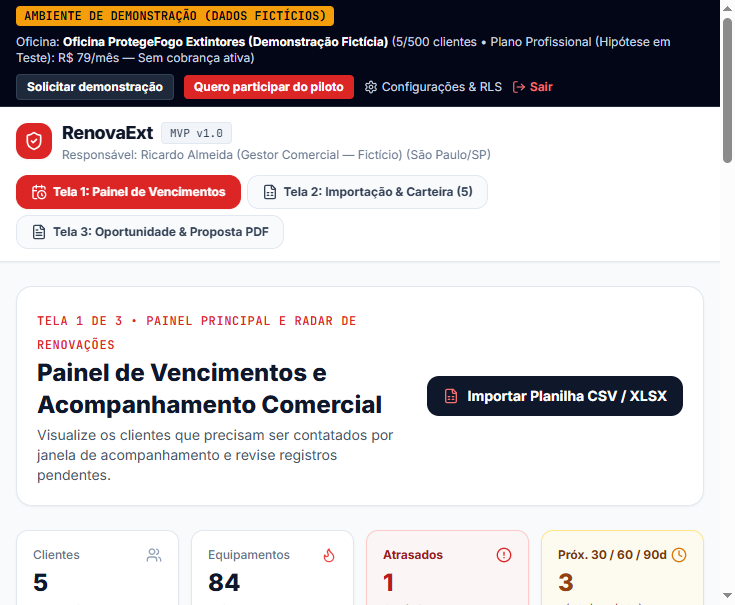 AMBIENTE DE DEMONSTRAÇÃO (DADOS FICTÍCIOS)
Oficina: Oficina ProtegeFogo Extintores (Demonstração Fictícia) (5/500 clientes • Plano Profissional (Hipótese em
Teste): R$ 79/mês — Sem cobrança ativa)
Solicitar demonstração
Quero participar do piloto
Configurações & RLS
Sair
RenovaExt
MVP v1.0
Responsável: Ricardo Almeida (Gestor Comercial — Fictício) (São Paulo/SP)
Tela 1: Painel de Vencimentos
Tela 2: Importação & Carteira (5)
Tela 3: Oportunidade & Proposta PDF
TELA 1 DE 3 • PAINEL PRINCIPAL E RADAR DE
RENOVAÇÕES
Painel de Vencimentos e
Acompanhamento Comercial
Visualize os clientes que precisam ser contatados por
janela de acompanhamento e revise registros
pendentes.
Importar Planilha CSV / XLSX
Clientes
5
Equipamentos
84
Atrasados
1
Próx. 30 / 60 / 90d
3